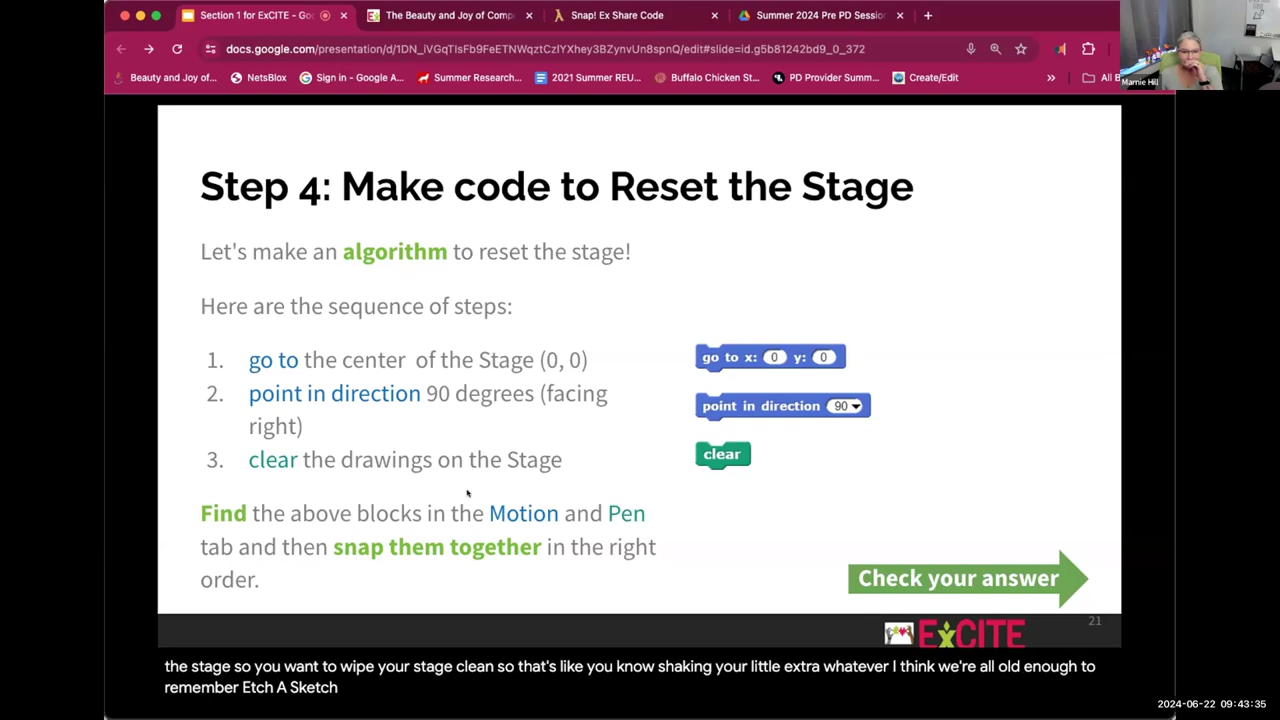 Section 1 for ExCITE - Goo
The Beauty and Joy of Comp
Snap! Ex Share Code
Summer 2024 Pre PD Sessio
docs.google.com/presentation/d/1DN_iVGqTIsFb9FeETNWqztCzlYXhey3BZynvUn8spnQ/edit#slide=id.g5b81242bd9_0_372
Beauty and Joy of...
NetsBlox
Sign in - Google A...
Summer Research...
2021 Summer REU...
Buffalo Chicken St...
PD Provider Summ...
Create/Edit
»
All B
Marnie Hill
Step 4: Make code to Reset the Stage
Let's make an algorithm to reset the stage!
Here are the sequence of steps:
1. go to the center of the Stage (0, 0)
2. point in direction 90 degrees (facing
right)
3. clear the drawings on the Stage
go to x: 0 y: 0
point in direction 90
clear
Find the above blocks in the Motion and Pen
tab and then snap them together in the right
order.
Check your answer
21
ExCITE
the stage so you want to wipe your stage clean so that's like you know shaking your little extra whatever I think we're all old enough to
remember Etch A Sketch
2024-06-22 09:43:35